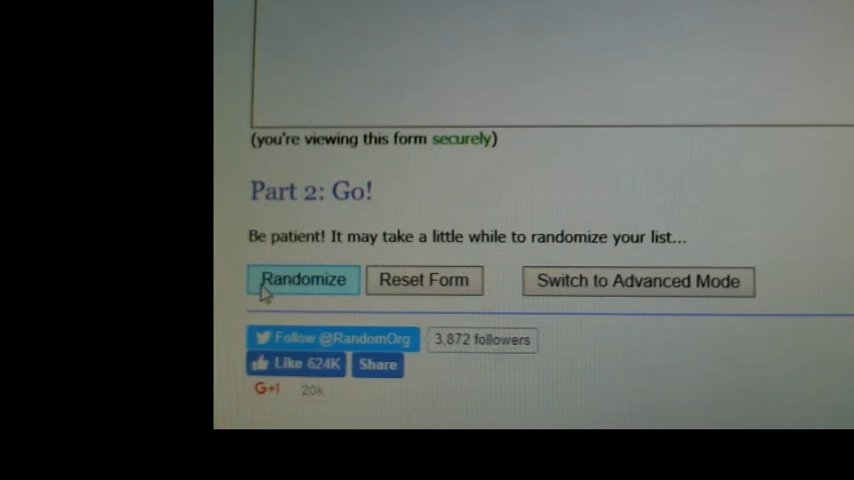 (you're viewing this form securely)
Part 2: Go!
Be patient! It may take a little while to randomize your list...
Randomize Reset Form Switch to Advanced Mode
Follow @RandomOrg 3,872 followers
Like 624K Share
G+1 20k